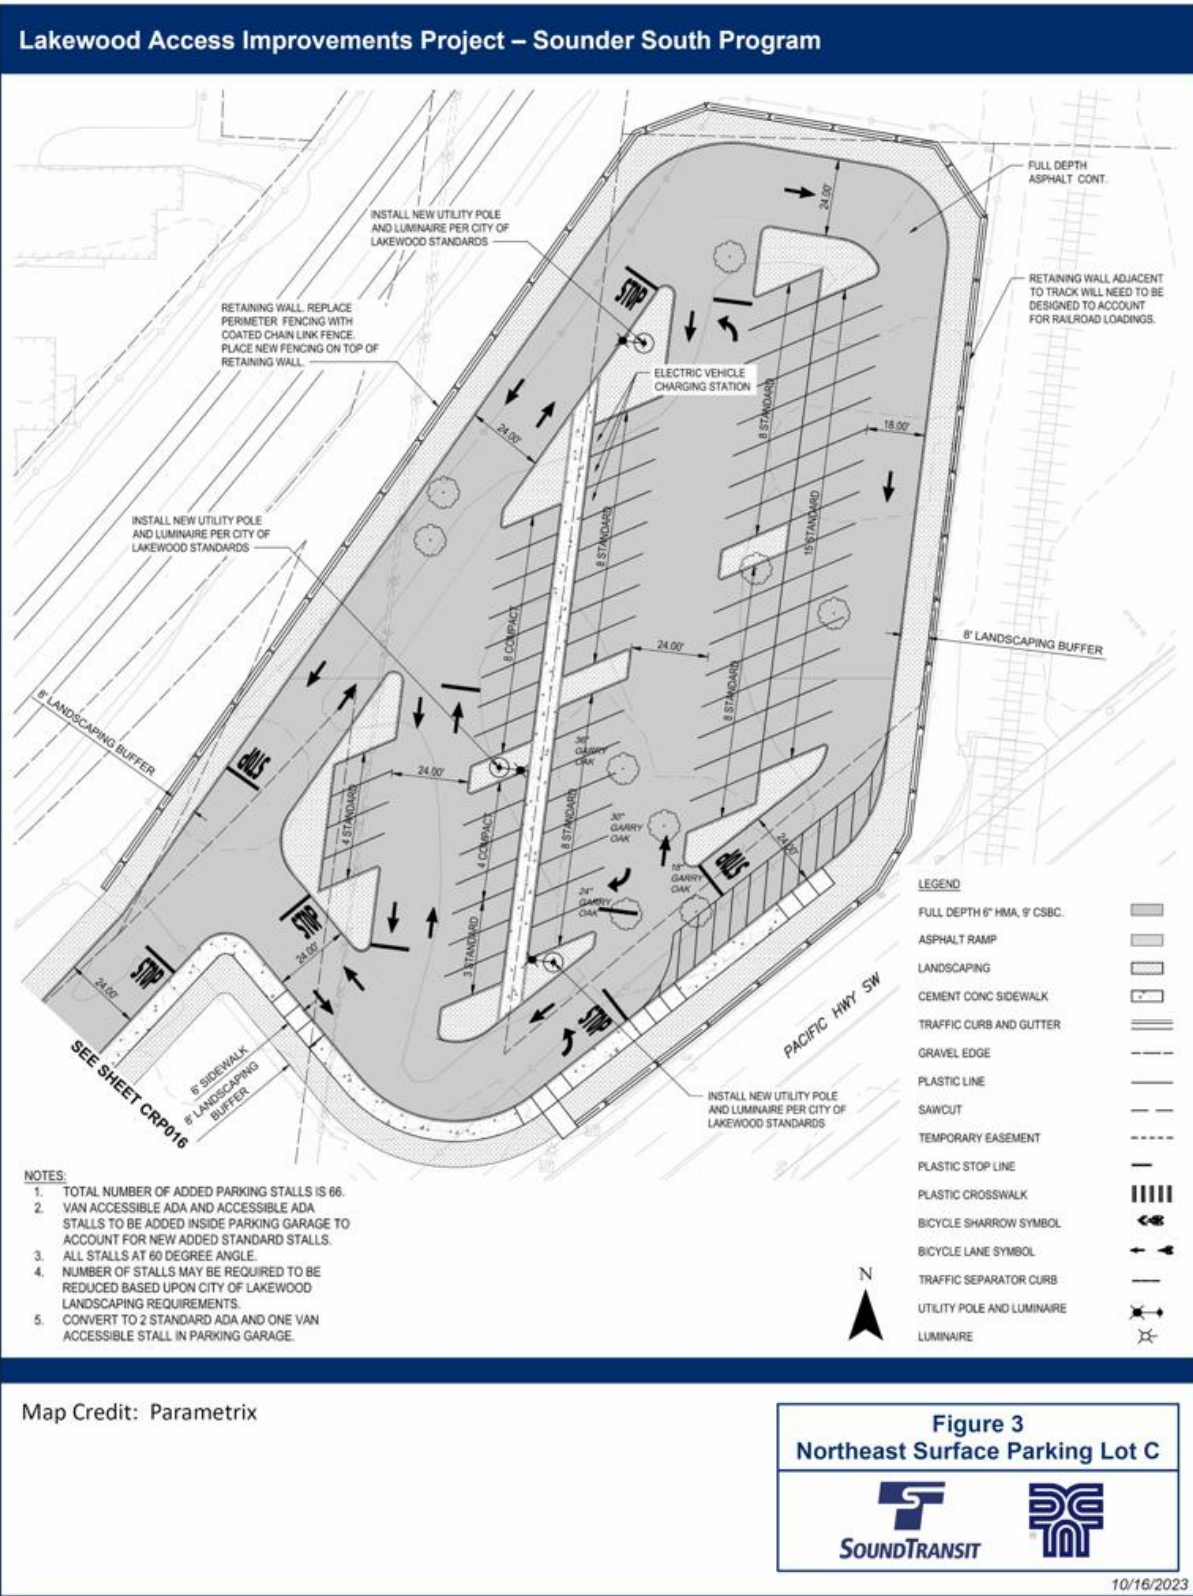 Lakewood Access Improvements Project – Sounder South Program
FULL DEPTH
ASPHALT CONT.
24.00'
INSTALL NEW UTILITY POLE
AND LUMINAIRE PER CITY OF
LAKEWOOD STANDARDS
STOP
RETAINING WALL ADJACENT
TO TRACK WILL NEED TO BE
DESIGNED TO ACCOUNT
FOR RAILROAD LOADINGS.
RETAINING WALL. REPLACE
PERIMETER FENCING WITH
COATED CHAIN LINK FENCE.
PLACE NEW FENCING ON TOP OF
RETAINING WALL.
ELECTRIC VEHICLE
CHARGING STATION
8 STANDARD
24.00'
18.00'
15 STANDARD
8 STANDARD
INSTALL NEW UTILITY POLE
AND LUMINAIRE PER CITY OF
LAKEWOOD STANDARDS
8 COMPACT
24.00'
8' LANDSCAPING BUFFER
8 STANDARD
8' LANDSCAPING BUFFER
STOP
36"
GARRY
OAK
24.00'
4 STANDARD
4 COMPACT
8 STANDARD
30"
GARRY
OAK
24.00'
18"
GARRY
OAK
STOP
24"
GARRY
OAK
STOP
24.00'
3 STANDARD
STOP
24.00'
STOP
PACIFIC HWY SW
SEE SHEET CRP016
6' SIDEWALK
8' LANDSCAPING
BUFFER
INSTALL NEW UTILITY POLE
AND LUMINAIRE PER CITY OF
LAKEWOOD STANDARDS
LEGEND
FULL DEPTH 6" HMA, 9' CSBC.
ASPHALT RAMP
LANDSCAPING
CEMENT CONC SIDEWALK
TRAFFIC CURB AND GUTTER
GRAVEL EDGE
PLASTIC LINE
SAWCUT
TEMPORARY EASEMENT
PLASTIC STOP LINE
PLASTIC CROSSWALK
BICYCLE SHARROW SYMBOL
BICYCLE LANE SYMBOL
TRAFFIC SEPARATOR CURB
UTILITY POLE AND LUMINAIRE
LUMINAIRE
N
NOTES:
1. TOTAL NUMBER OF ADDED PARKING STALLS IS 66.
2. VAN ACCESSIBLE ADA AND ACCESSIBLE ADA
STALLS TO BE ADDED INSIDE PARKING GARAGE TO
ACCOUNT FOR NEW ADDED STANDARD STALLS.
3. ALL STALLS AT 60 DEGREE ANGLE.
4. NUMBER OF STALLS MAY BE REQUIRED TO BE
REDUCED BASED UPON CITY OF LAKEWOOD
LANDSCAPING REQUIREMENTS.
5. CONVERT TO 2 STANDARD ADA AND ONE VAN
ACCESSIBLE STALL IN PARKING GARAGE.
Map Credit: Parametrix
Figure 3
Northeast Surface Parking Lot C
SOUNDTRANSIT
10/16/2023